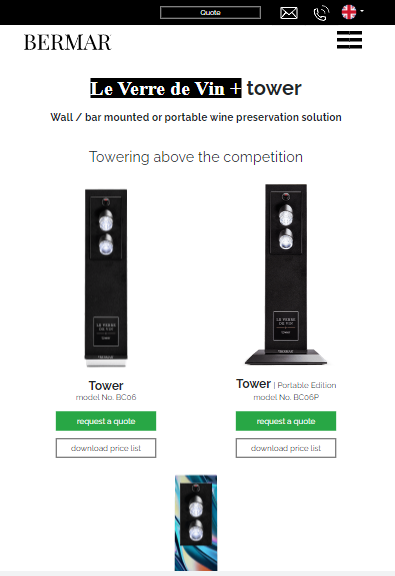 Quote
BERMAR
Le Verre de Vin + tower
Wall / bar mounted or portable wine preservation solution
Towering above the competition
LE VERRE
DE VIN
TOWER
BERMAR
LE VERRE
DE VIN
TOWER
BERMAR
Tower
model No. BC06
request a quote
download price list
Tower | Portable Edition
model No. BC06P
request a quote
download price list